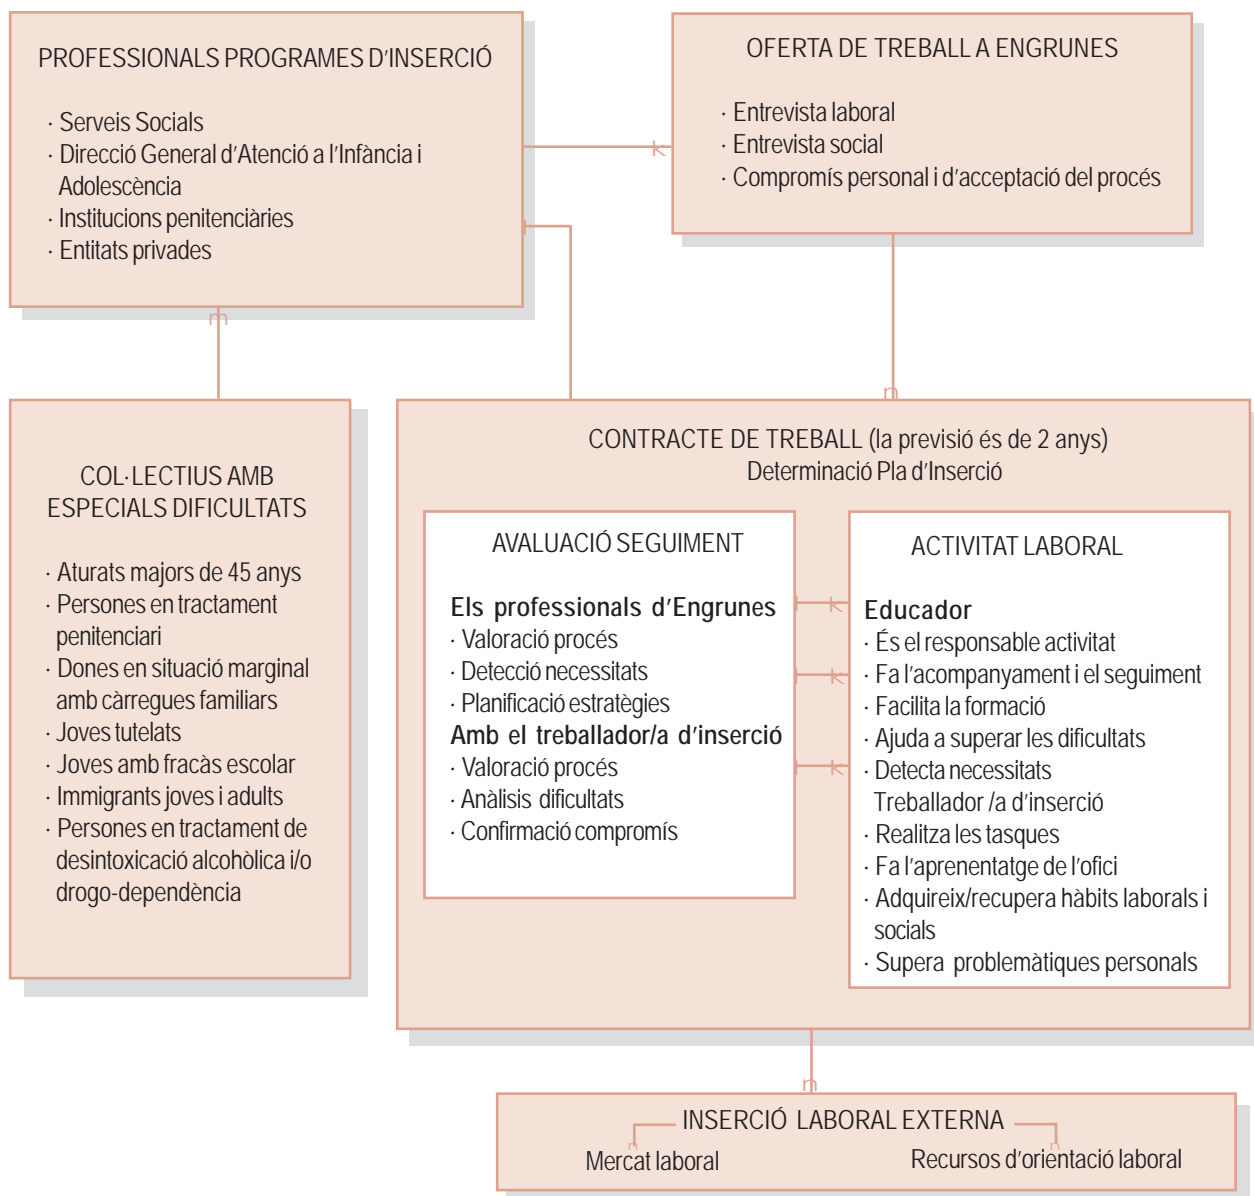 PROFESSIONALS PROGRAMES D'INSERCIÓ
· Serveis Socials
· Direcció General d'Atenció a l'Infància i
Adolescència
· Institucions penitenciàries
· Entitats privades
OFERTA DE TREBALL A ENGRUNES
· Entrevista laboral
· Entrevista social
· Compromís personal i d'acceptació del procés
COL·LECTIUS AMB
ESPECIALS DIFICULTATS
· Aturats majors de 45 anys
· Persones en tractament
penitenciari
· Dones en situació marginal
amb càrregues familiars
· Joves tutelats
· Joves amb fracàs escolar
· Immigrants joves i adults
· Persones en tractament de
desintoxicació alcohòlica i/o
drogo-dependència
CONTRACTE DE TREBALL (la previsió és de 2 anys)
Determinació Pla d'Inserció
AVALUACIÓ SEGUIMENT
Els professionals d'Engrunes
· Valoració procés
· Detecció necessitats
· Planificació estratègies
Amb el treballador/a d'inserció
· Valoració procés
· Anàlisis dificultats
· Confirmació compromís
ACTIVITAT LABORAL
Educador
· És el responsable activitat
· Fa l'acompanyament i el seguiment
· Facilita la formació
· Ajuda a superar les dificultats
· Detecta necessitats
Treballador /a d'inserció
· Realitza les tasques
· Fa l'aprenentatge de l'ofici
· Adquireix/recupera hàbits laborals i
socials
· Supera problemàtiques personals
INSERCIÓ LABORAL EXTERNA
Mercat laboral
Recursos d'orientació laboral